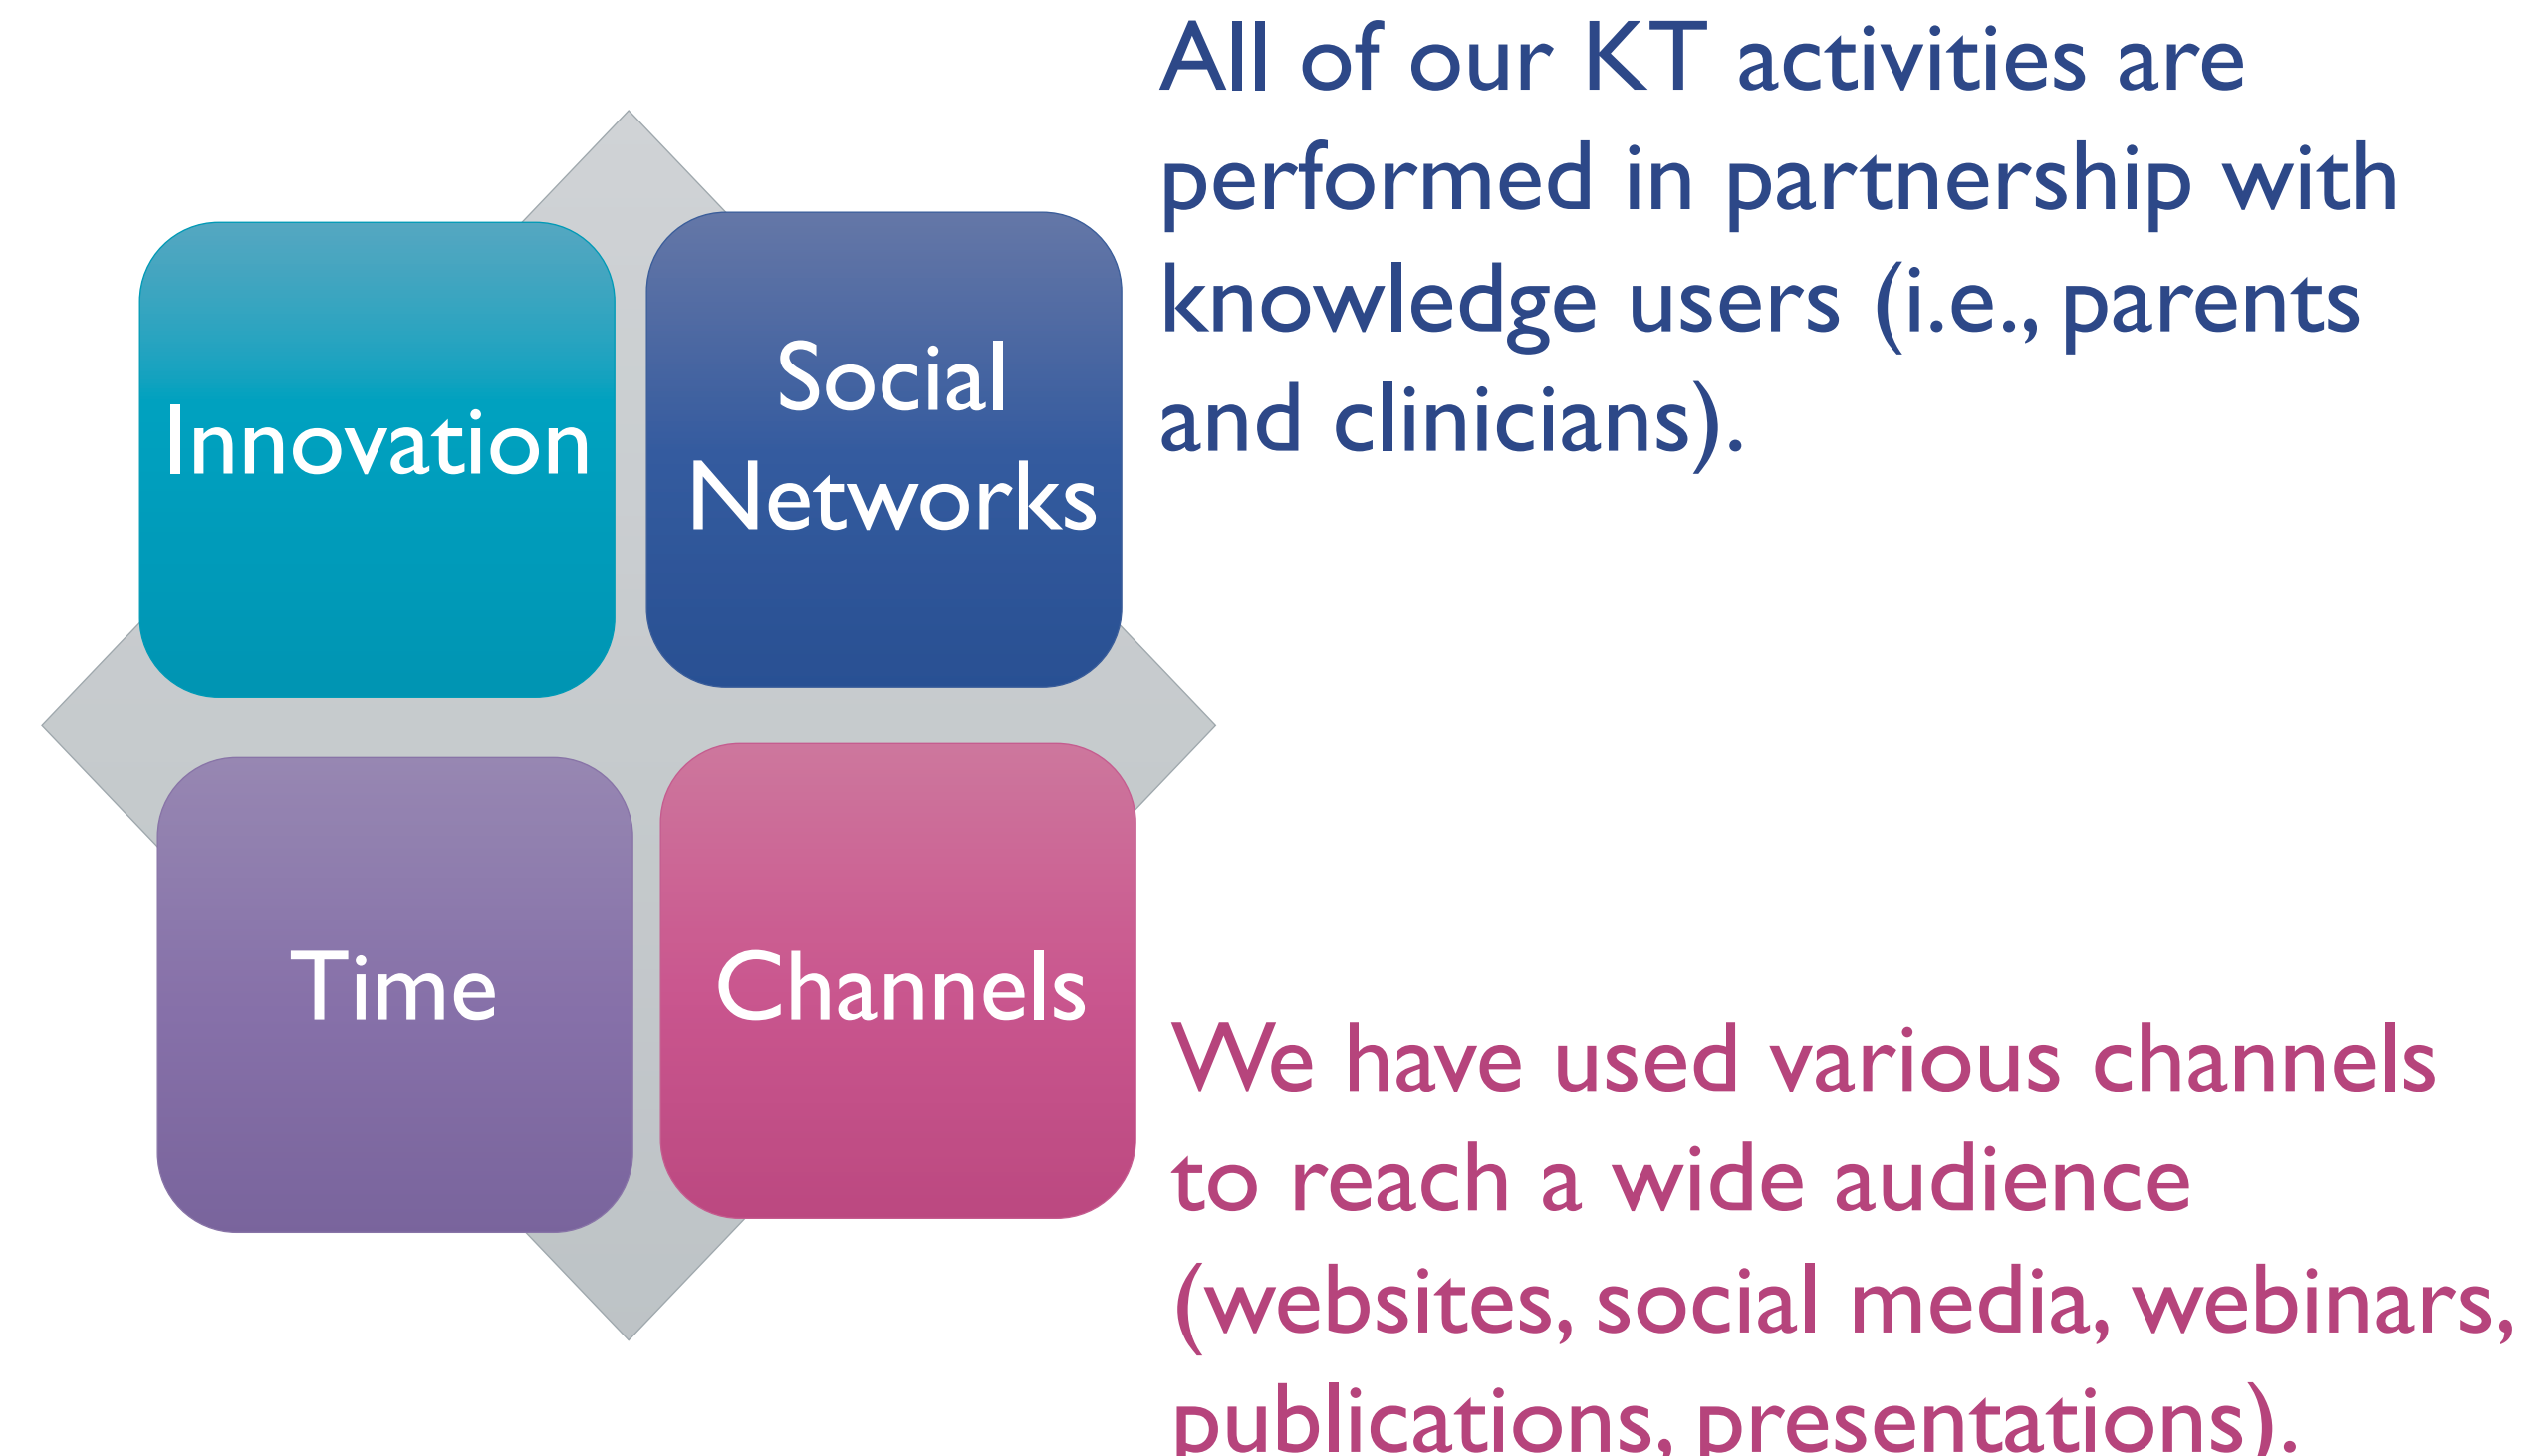 All of our KT activities are
performed in partnership with
knowledge users (i.e., parents
and clinicians).
Innovation
Social
Networks
Time
Channels
We have used various channels
to reach a wide audience
(websites, social media, webinars,
publications, presentations).